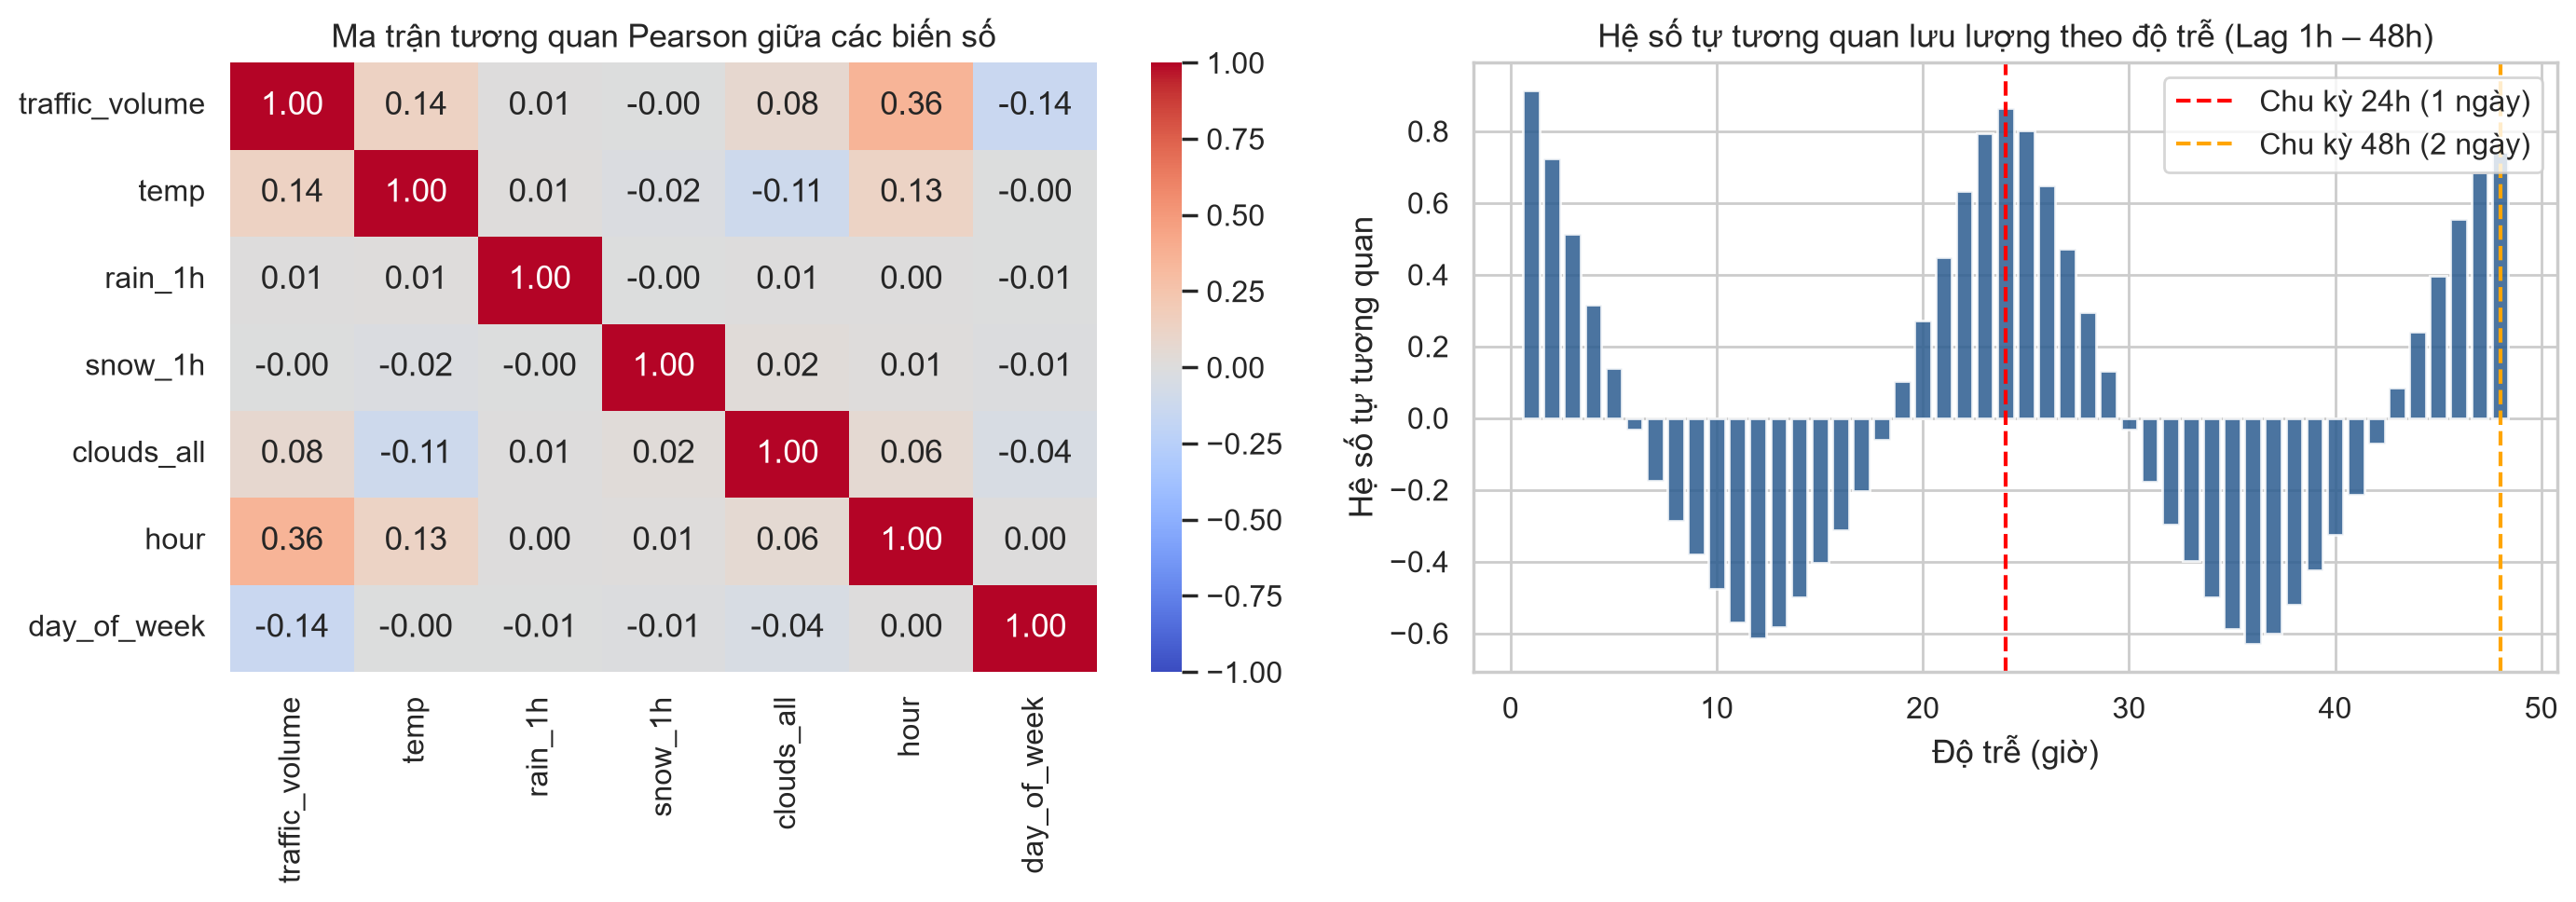 Ma trận tương quan Pearson giữa các biến số
traffic_volume 1.00 0.14 0.01 -0.00 0.08 0.36 -0.14
temp 0.14 1.00 0.01 -0.02 -0.11 0.13 -0.00
rain_1h 0.01 0.01 1.00 -0.00 0.01 0.00 -0.01
snow_1h -0.00 -0.02 -0.00 1.00 0.02 0.01 -0.01
clouds_all 0.08 -0.11 0.01 0.02 1.00 0.06 -0.04
hour 0.36 0.13 0.00 0.01 0.06 1.00 0.00
day_of_week -0.14 -0.00 -0.01 -0.01 -0.04 0.00 1.00
traffic_volume
temp
rain_1h
snow_1h
clouds_all
hour
day_of_week
1.00
0.75
0.50
0.25
0.00
−0.25
−0.50
−0.75
−1.00
Hệ số tự tương quan lưu lượng theo độ trễ (Lag 1h – 48h)
Chu kỳ 24h (1 ngày)
Chu kỳ 48h (2 ngày)
Hệ số tự tương quan
0.8
0.6
0.4
0.2
0.0
−0.2
−0.4
−0.6
0 10 20 30 40 50
Độ trễ (giờ)